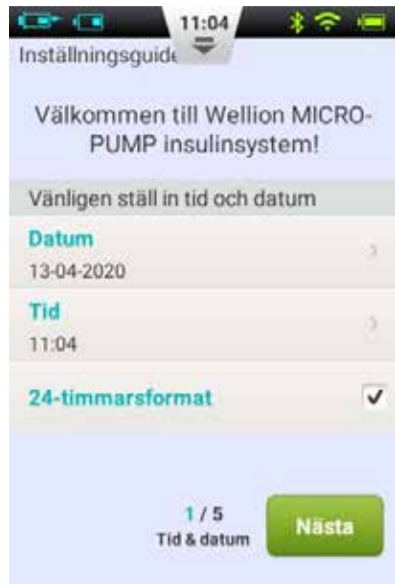 11:04
Inställningsguide
Välkommen till Wellion MICRO-
PUMP insulinsystem!
Vänligen ställ in tid och datum
Datum
13-04-2020
Tid
11:04
24-timmarsformat
1 / 5
Tid & datum
Nästa